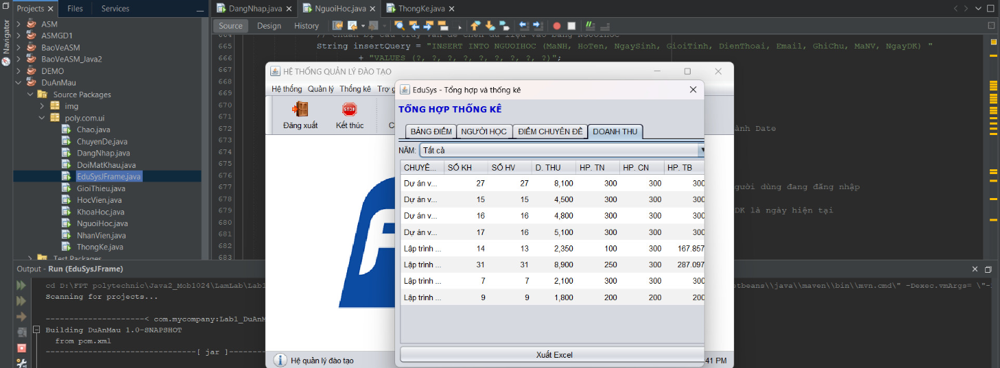 Projects
Files
Services
DangNhap.java
NguoiHoc.java
ThongKe.java
Navigator
Source
Design
History
ASM
ASMGD1
BaoVeASM
BaoVeASM_Java2
DEMO
DuAnMau
Source Packages
img
poly.com.ui
Chao.java
ChuyenDe.java
DangNhap.java
DoiMatKhau.java
EduSysJFrame.java
GioiThieu.java
HocVien.java
KhoaHoc.java
NguoiHoc.java
NhanVien.java
ThongKe.java
Test Packages
664 // Chuẩn bị câu truy vấn để chèn dữ liệu vào bảng NGUOIHOC
665 String insertQuery = "INSERT INTO NGUOIHOC (MaNH, HoTen, NgaySinh, GioiTinh, DienThoai, Email, GhiChu, MaNV, NgayDK) "
666 + "VALUES (?, ?, ?, ?, ?, ?, ?, ?, ?)";
667
668
669
670
671
672 ành Date
673
674
675
676 gười dùng đang đăng nhập
677
678 DK là ngày hiện tại
679
680
681
682
683
HỆ THỐNG QUẢN LÝ ĐÀO TẠO
Hệ thống Quản lý Thống kê Trợ g
Đăng xuất
STOP
Kết thúc
C
EduSys - Tổng hợp và thống kê
TỔNG HỢP THỐNG KÊ
BẢNG ĐIỂM NGƯỜI HỌC ĐIỂM CHUYÊN ĐỀ DOANH THU
NĂM: Tất cả
CHUYÊ... SỐ KH SỐ HV D. THU HP. TN HP. CN HP. TB
Dự án v... 27 27 8,100 300 300 300
Dự án v... 15 15 4,500 300 300 300
Dự án v... 16 16 4,800 300 300 300
Dự án v... 17 16 5,100 300 300 300
Lập trình ... 14 13 2,350 100 300 167.857
Lập trình ... 31 31 8,900 250 300 287.097
Lập trình ... 7 7 2,100 300 300 300
Lập trình ... 9 9 1,800 200 200 200
Xuất Excel
Hệ quản lý đào tạo
41 PM
Output - Run (EduSysJFrame)
cd D:\FPT polytechnic\Java2_Mob1024\LamLab\Lab1
etbeans\\java\\maven\\bin\\mvn.cmd\" -Dexec.vmArgs= \"-
Scanning for projects...
---------------------< com.mycompany:Lab1_DuAnM
Building DuAnMau 1.0-SNAPSHOT
from pom.xml
--------------------------------[ jar ]--------